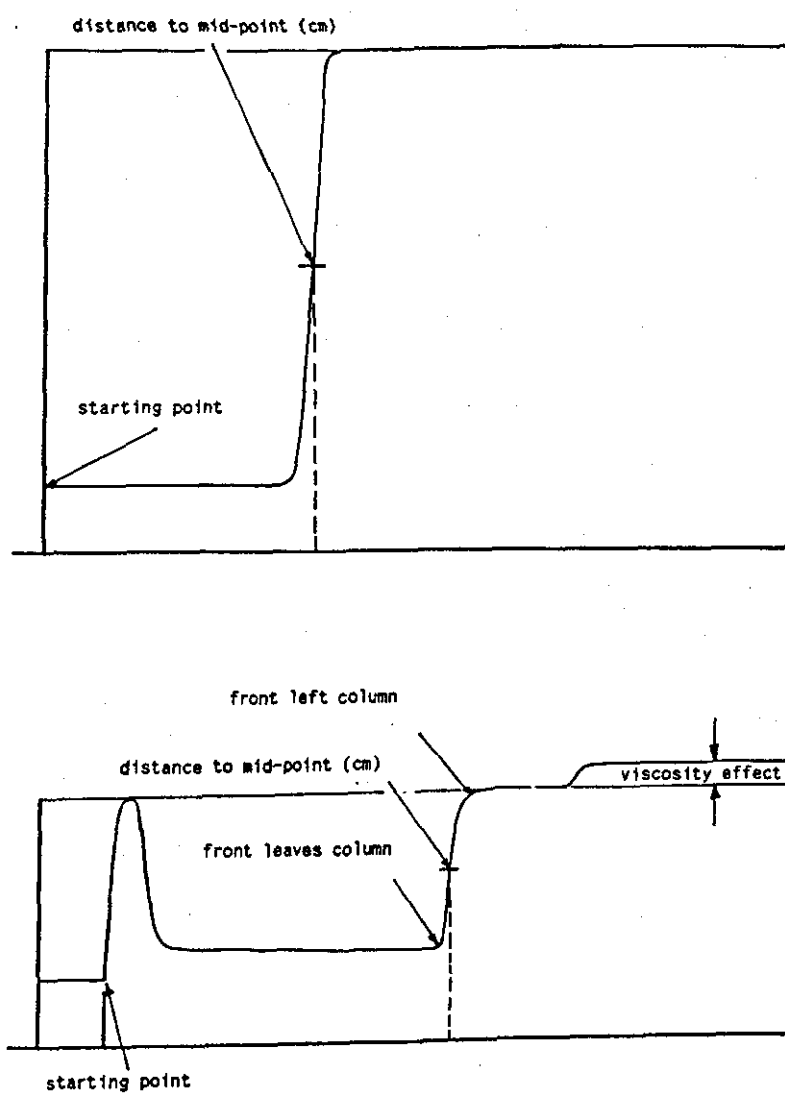 distance to mid-point (cm)
starting point
front left column
distance to mid-point (cm)
viscosity effect
front leaves column
starting point